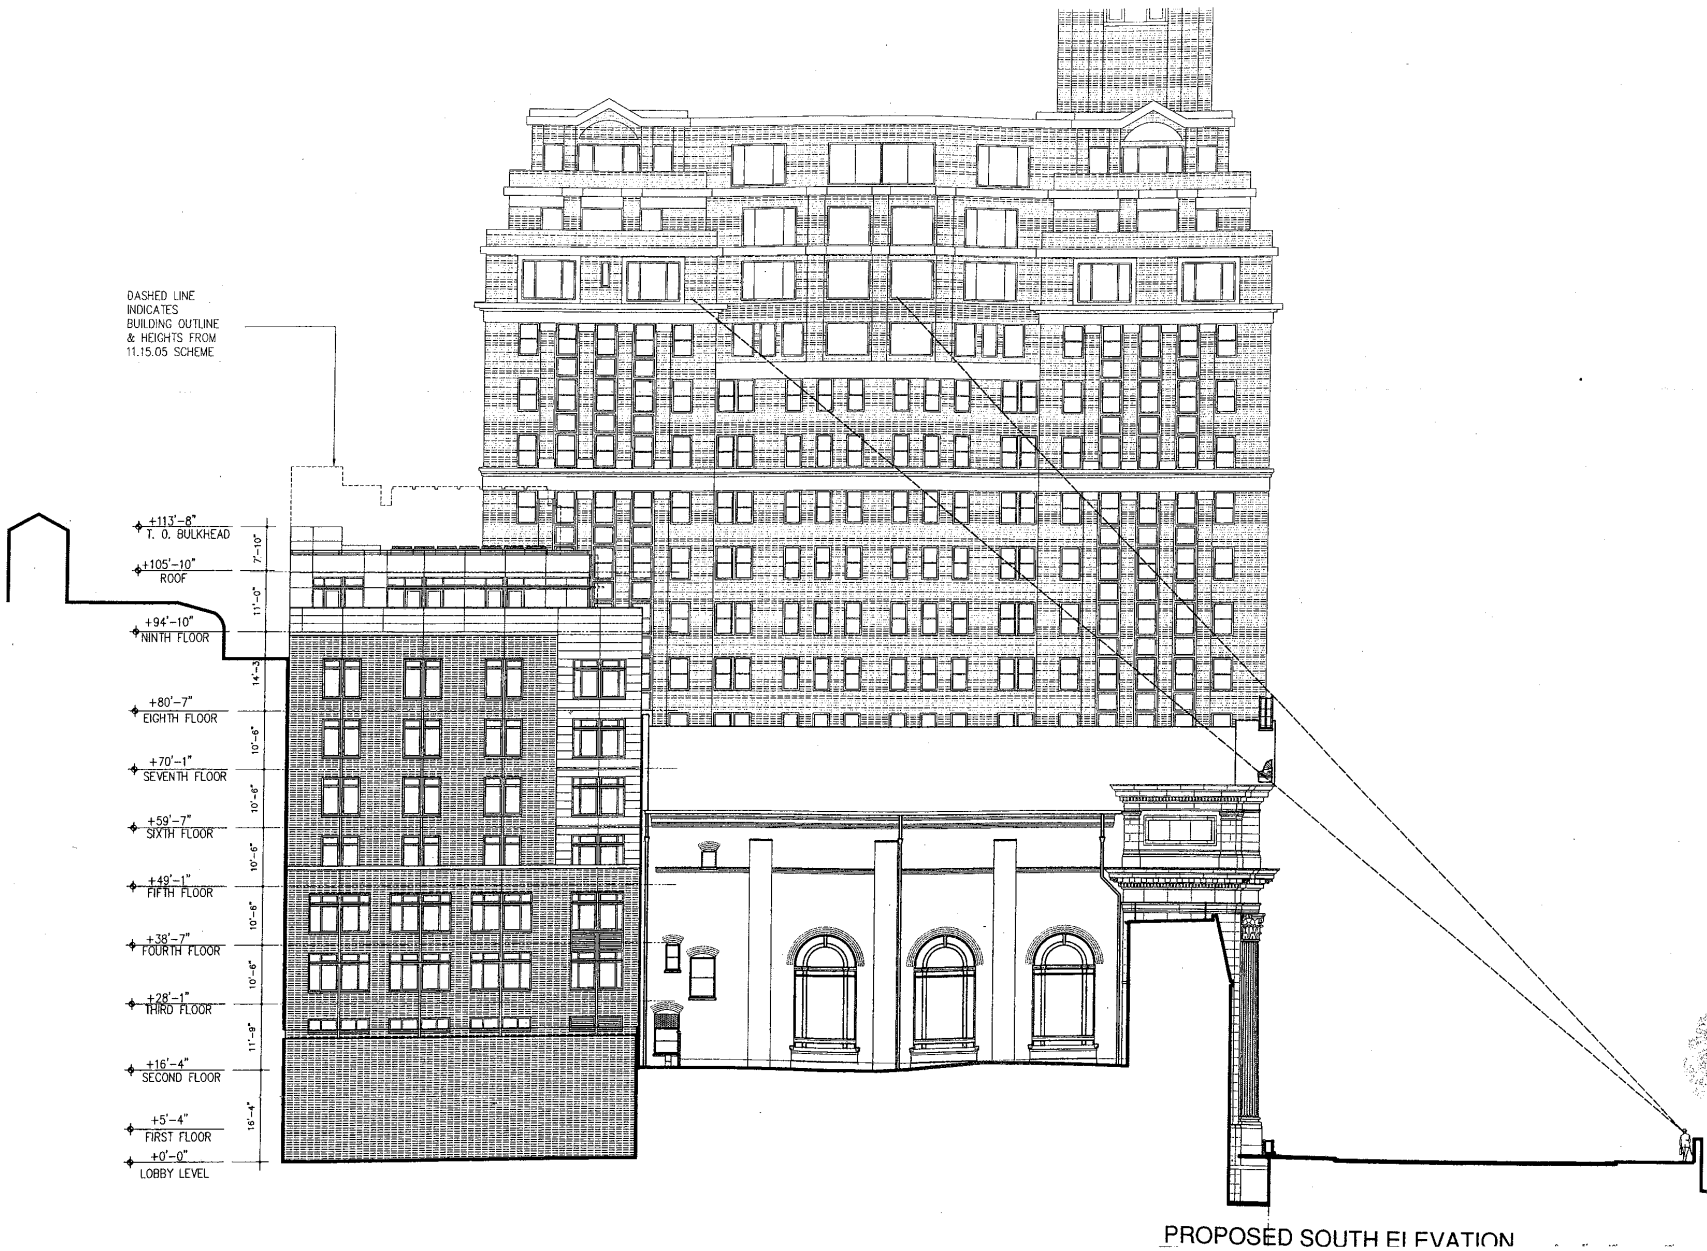 DASHED LINE
INDICATES
BUILDING OUTLINE
& HEIGHTS FROM
11.15.05 SCHEME
+113'-8"
T. O. BULKHEAD
7'-10"
+105'-10"
ROOF
11'-0"
+94'-10"
NINTH FLOOR
14'-3
+80'-7"
EIGHTH FLOOR
10'-6"
+70'-1"
SEVENTH FLOOR
10'-6"
+59'-7"
SIXTH FLOOR
10'-6"
+49'-1"
FIFTH FLOOR
10'-6"
+38'-7"
FOURTH FLOOR
10'-6"
+28'-1"
THIRD FLOOR
11'-9"
+16'-4"
SECOND FLOOR
16'-4"
+5'-4"
FIRST FLOOR
+0'-0"
LOBBY LEVEL
PROPOSED SOUTH ELEVATION